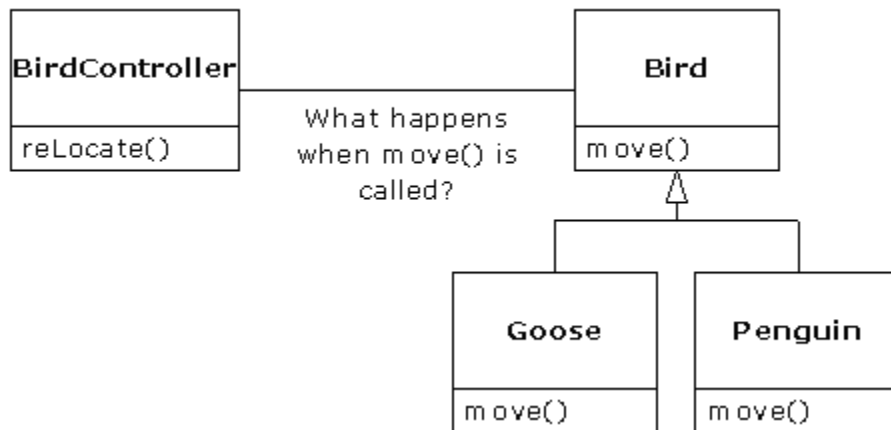 BirdController
reLocate()
What happens
when move() is
called?
Bird
move()
Goose
move()
Penguin
move()